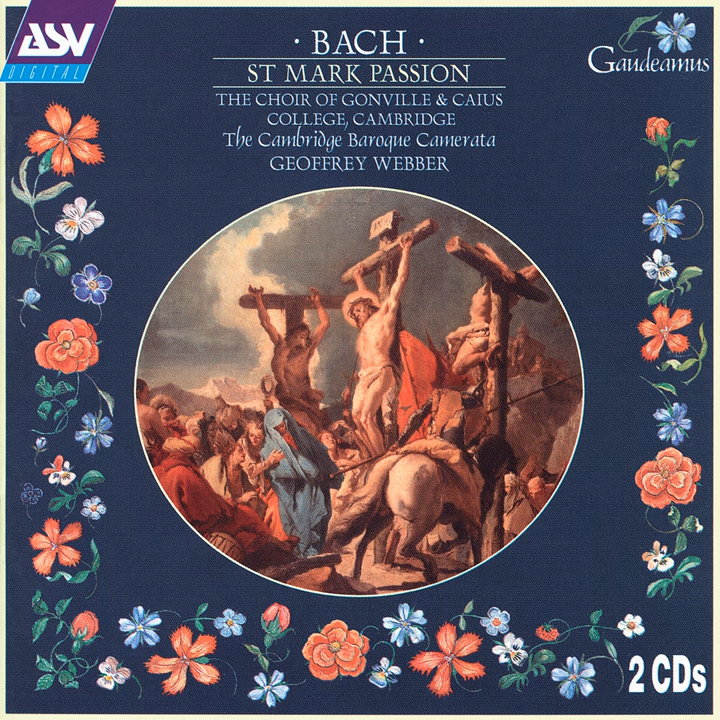 ASV
DIGITAL
· BACH ·
ST MARK PASSION
THE CHOIR OF GONVILLE & CAIUS
COLLEGE, CAMBRIDGE
The Cambridge Baroque Camerata
GEOFFREY WEBBER
Gaudeamus
2 CDs